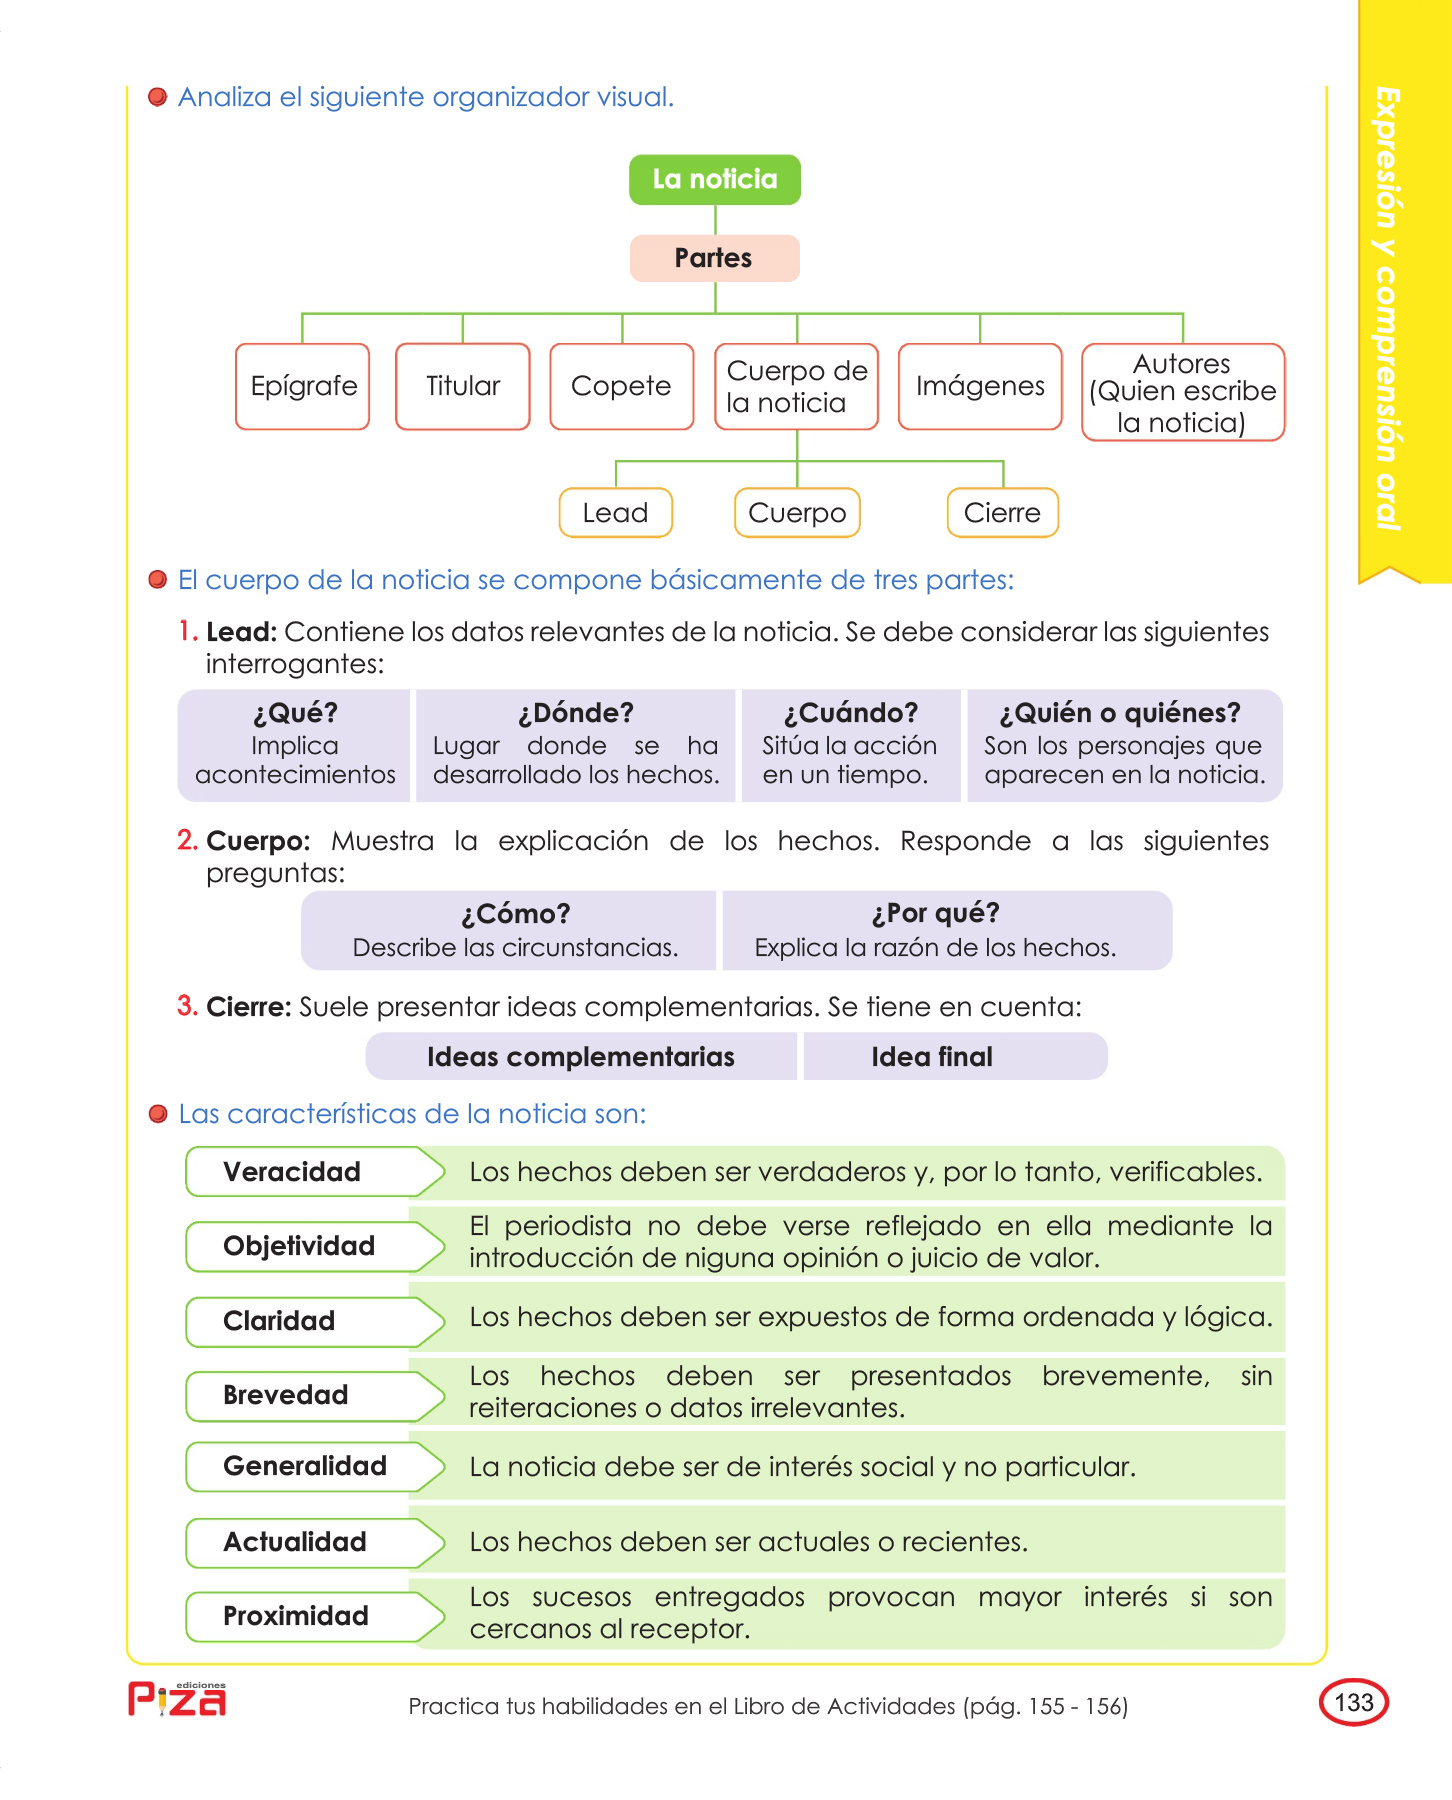 Expresión y comprensión oral
Analiza el siguiente organizador visual.
La noticia
Partes
Epígrafe
Titular
Copete
Cuerpo de
la noticia
Imágenes
Autores
(Quien escribe
la noticia)
Lead
Cuerpo
Cierre
El cuerpo de la noticia se compone básicamente de tres partes:
1. Lead: Contiene los datos relevantes de la noticia. Se debe considerar las siguientes
interrogantes:
¿Qué?
Implica
acontecimientos
¿Dónde?
Lugar donde se ha
desarrollado los hechos.
¿Cuándo?
Sitúa la acción
en un tiempo.
¿Quién o quiénes?
Son los personajes que
aparecen en la noticia.
2. Cuerpo: Muestra la explicación de los hechos. Responde a las siguientes
preguntas:
¿Cómo?
Describe las circunstancias.
¿Por qué?
Explica la razón de los hechos.
3. Cierre: Suele presentar ideas complementarias. Se tiene en cuenta:
Ideas complementarias
Idea final
Las características de la noticia son:
Veracidad
Los hechos deben ser verdaderos y, por lo tanto, verificables.
Objetividad
El periodista no debe verse reflejado en ella mediante la
introducción de niguna opinión o juicio de valor.
Claridad
Los hechos deben ser expuestos de forma ordenada y lógica.
Brevedad
Los hechos deben ser presentados brevemente, sin
reiteraciones o datos irrelevantes.
Generalidad
La noticia debe ser de interés social y no particular.
Actualidad
Los hechos deben ser actuales o recientes.
Proximidad
Los sucesos entregados provocan mayor interés si son
cercanos al receptor.
ediciones
Piza
Practica tus habilidades en el Libro de Actividades (pág. 155 - 156)
133